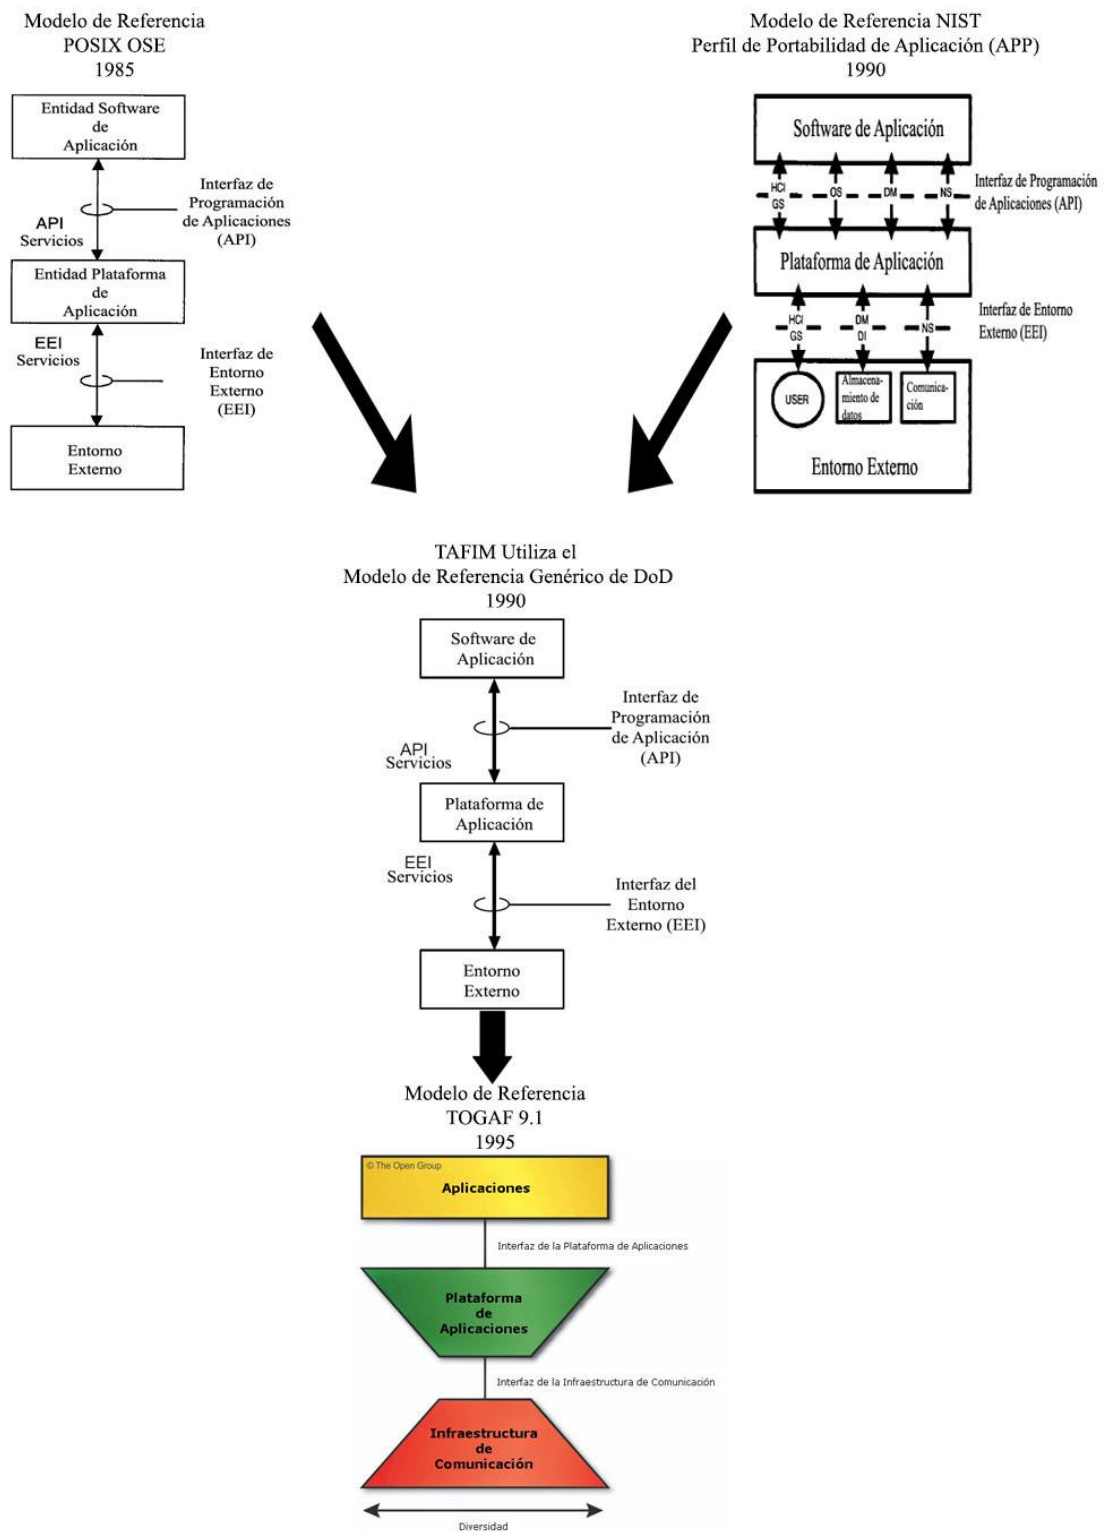 Modelo de Referencia
POSIX OSE
1985
Entidad Software
de
Aplicación
Interfaz de
Programación
de Aplicaciones
(API)
API
Servicios
Entidad Plataforma
de
Aplicación
EEI
Servicios
Interfaz de
Entorno
Externo
(EEI)
Entorno
Externo
Modelo de Referencia NIST
Perfil de Portabilidad de Aplicación (APP)
1990
Software de Aplicación
HCI
GS
OS
DM
NS
Interfaz de Programación
de Aplicaciones (API)
Plataforma de Aplicación
HCI
GS
DM
DI
NS
Interfaz de Entorno
Externo (EEI)
USER
Almacena-
miento de
datos
Comunica-
ción
Entorno Externo
TAFIM Utiliza el
Modelo de Referencia Genérico de DoD
1990
Software de
Aplicación
Interfaz de
Programación
de Aplicación
(API)
API
Servicios
Plataforma de
Aplicación
EEI
Servicios
Interfaz del
Entorno
Externo (EEI)
Entorno
Externo
Modelo de Referencia
TOGAF 9.1
1995
© The Open Group
Aplicaciones
Interfaz de la Plataforma de Aplicaciones
Plataforma
de
Aplicaciones
Interfaz de la Infraestructura de Comunicación
Infraestructura
de
Comunicación
Diversidad